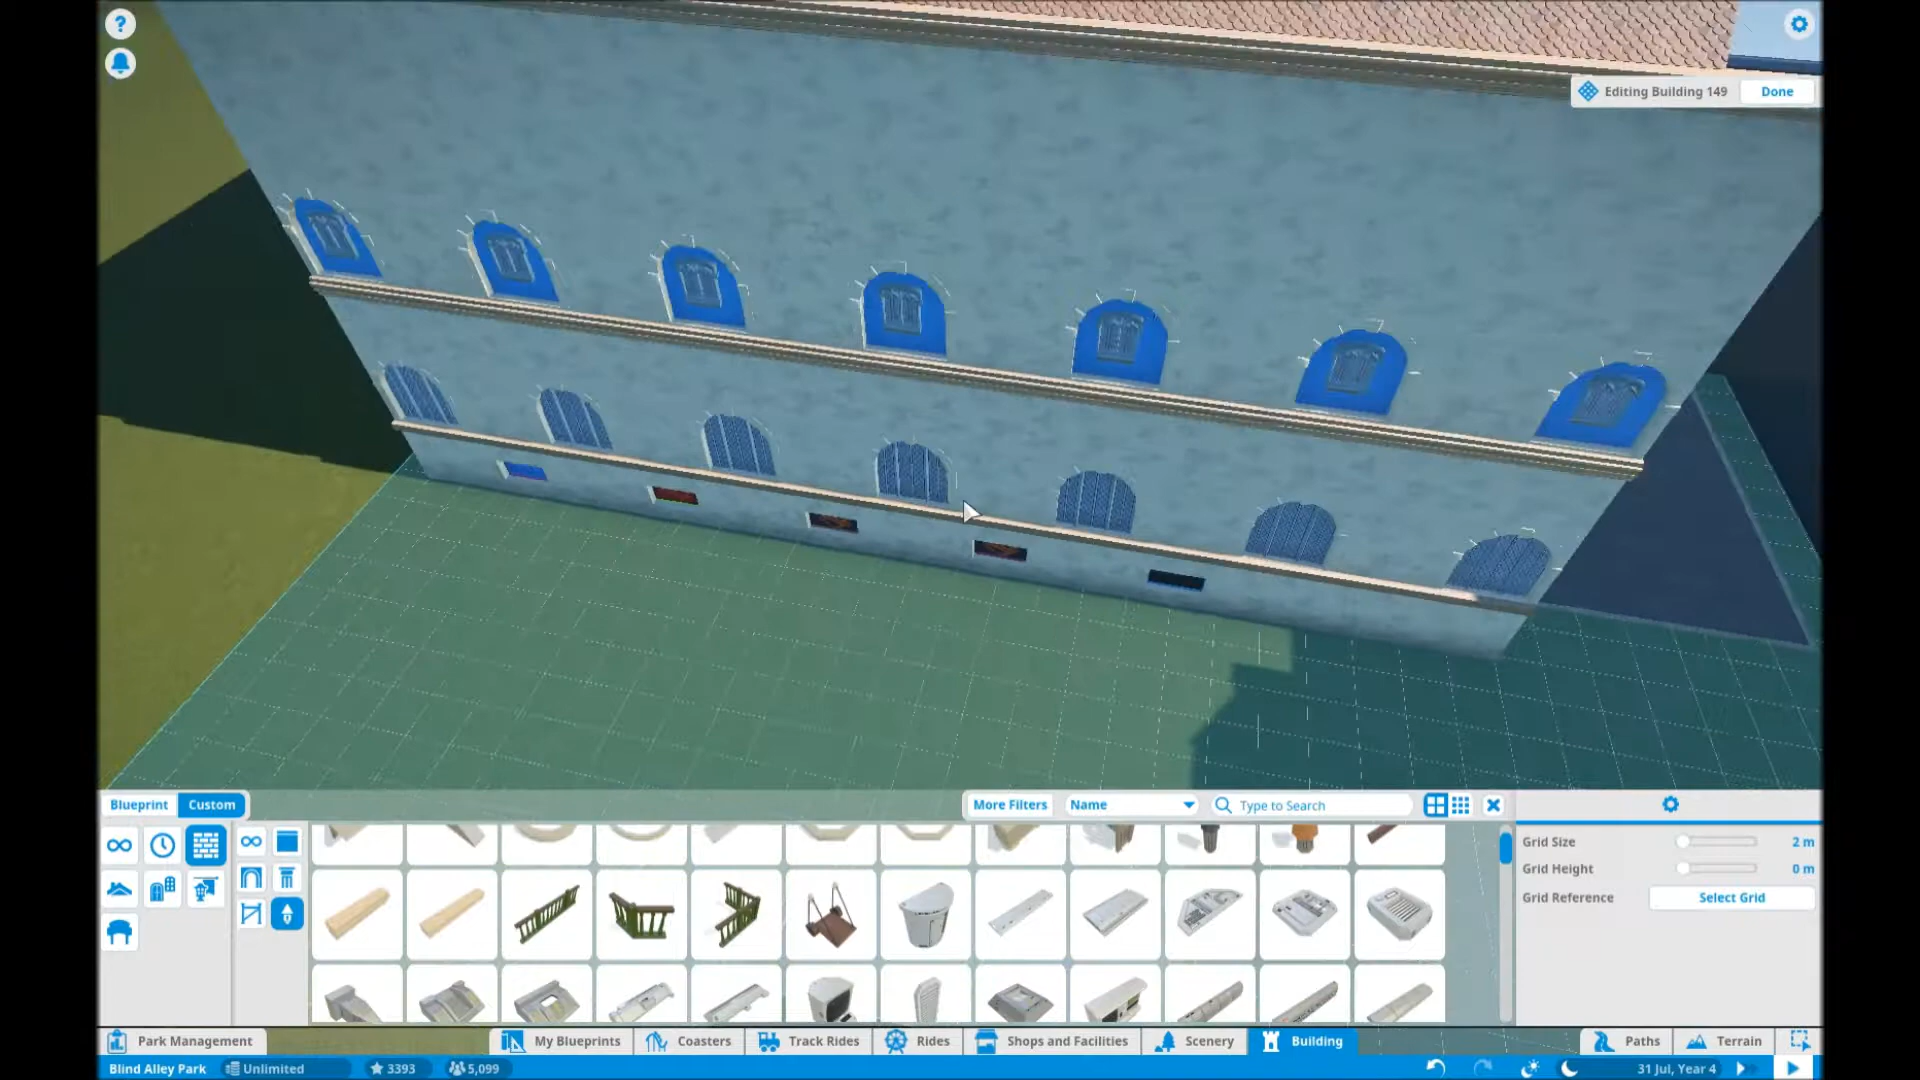 ?
Editing Building 149 Done
Blueprint Custom More Filters Name Type to Search
Grid Size 2 m
Grid Height 0 m
Grid Reference Select Grid
Park Management My Blueprints Coasters Track Rides Rides Shops and Facilities Scenery Building Paths Terrain
Blind Alley Park Unlimited 3393 5,099 31 Jul, Year 4